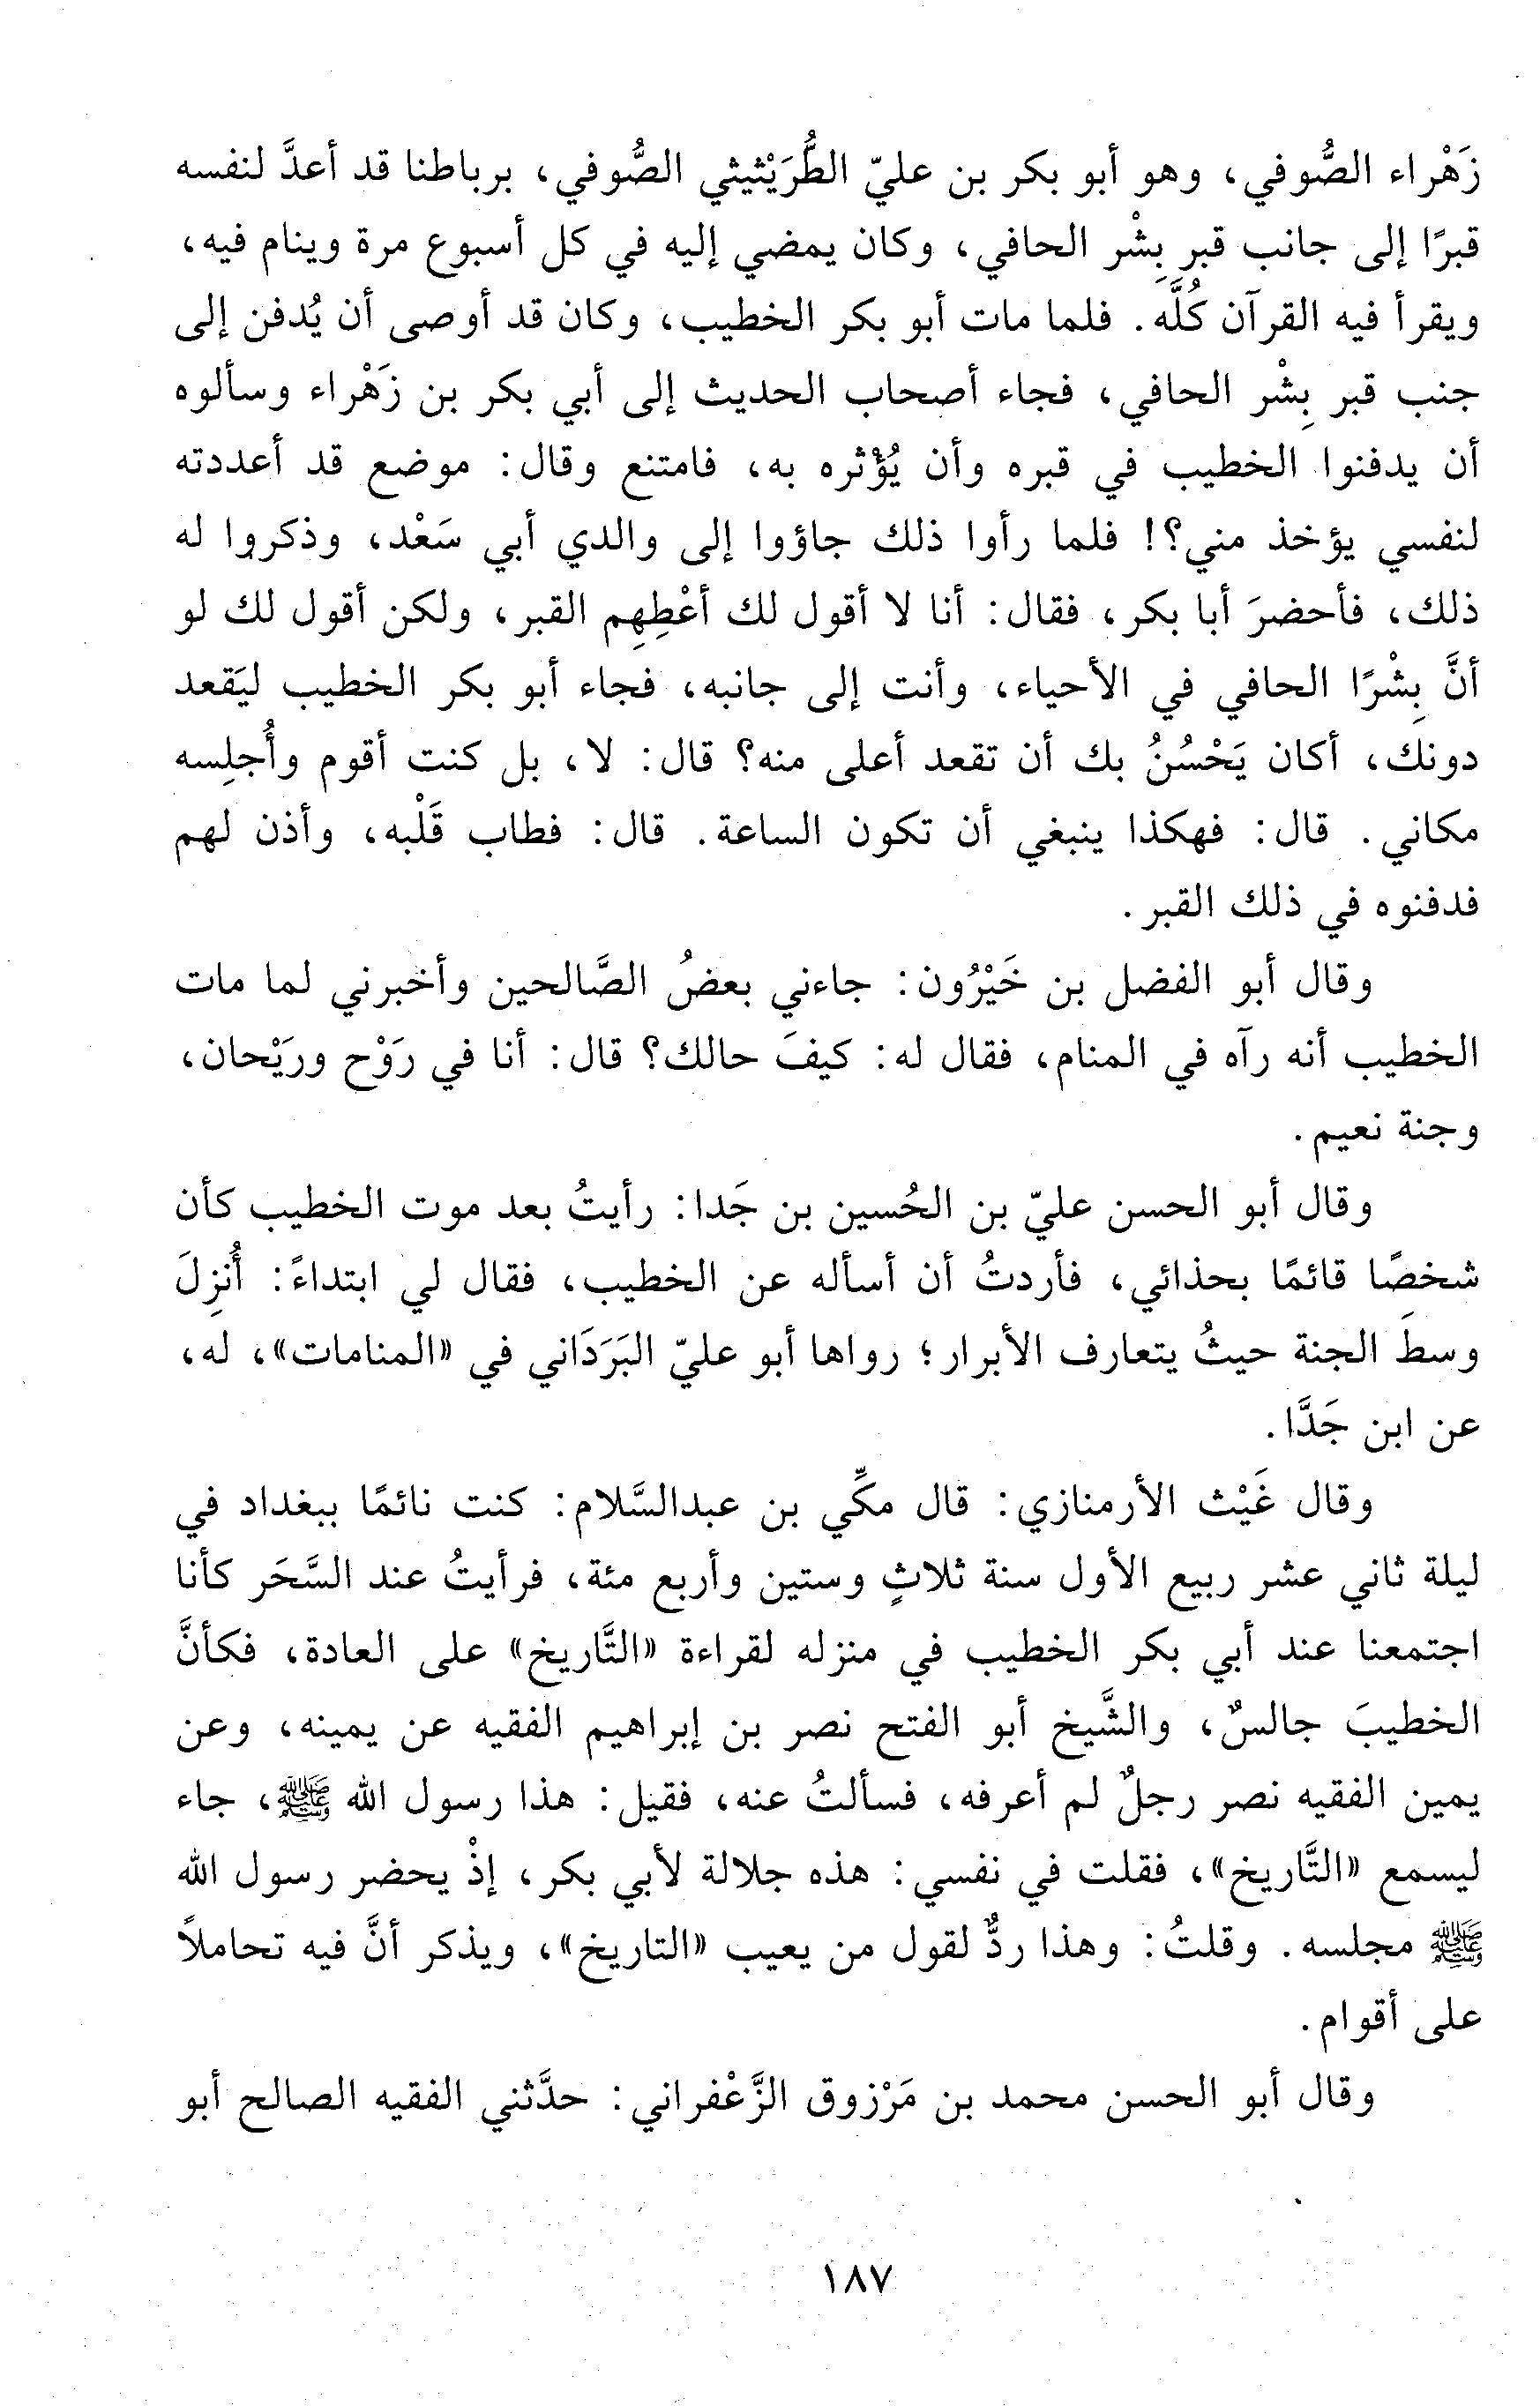 زَهْراء الصُّوفي، وهو أبو بكر بن عليّ الطُّرَيْثيثي الصُّوفي، برباطنا قد أعدَّ لنفسه
قبرًا إلى جانب قبر بِشْر الحافي، وكان يمضي إليه في كل أسبوع مرة وينام فيه،
ويقرأ فيه القرآن كُلَّه. فلما مات أبو بكر الخطيب، وكان قد أوصى أن يُدفن إلى
جنب قبر بِشْر الحافي، فجاء أصحاب الحديث إلى أبي بكر بن زَهْراء وسألوه
أن يدفنوا الخطيب في قبره وأن يُؤْثره به، فامتنع وقال: موضع قد أعددته
لنفسي يؤخذ مني؟! فلما رأوا ذلك جاؤوا إلى والدي أبي سَعْد، وذكروا له
ذلك، فأحضرَ أبا بكر، فقال: أنا لا أقول لك أعْطِهِم القبر، ولكن أقول لك لو
أنَّ بِشْرًا الحافي في الأحياء، وأنت إلى جانبه، فجاء أبو بكر الخطيب ليَقعد
دونك، أكان يَحْسُنُ بك أن تقعد أعلى منه؟ قال: لا، بل كنت أقوم وأُجلِسه
مكاني. قال: فهكذا ينبغي أن تكون الساعة. قال: فطاب قَلْبه، وأذن لهم
فدفنوه في ذلك القبر.
وقال أبو الفضل بن خَيْرُون: جاءني بعضُ الصَّالحين وأخبرني لما مات
الخطيب أنه رآه في المنام، فقال له: كيفَ حالك؟ قال: أنا في رَوْح ورَيْحان،
وجنة نعيم.
وقال أبو الحسن عليّ بن الحُسين بن جَدا: رأيتُ بعد موت الخطيب كأن
شخصًا قائمًا بحذائي، فأردتُ أن أسأله عن الخطيب، فقال لي ابتداءً: أُنزِلَ
وسطَ الجنة حيثُ يتعارف الأبرار؛ رواها أبو عليّ البَرَدَاني في «المنامات»، له،
عن ابن جَدَّا.
وقال غَيْث الأرمنازي: قال مكِّي بن عبدالسَّلام: كنت نائمًا ببغداد في
ليلة ثاني عشر ربيع الأول سنة ثلاثٍ وستين وأربع مئة، فرأيتُ عند السَّحَر كأنا
اجتمعنا عند أبي بكر الخطيب في منزله لقراءة «التَّاريخ» على العادة، فكأنَّ
الخطيبَ جالسٌ، والشَّيخ أبو الفتح نصر بن إبراهيم الفقيه عن يمينه، وعن
يمين الفقيه نصر رجلٌ لم أعرفه، فسألتُ عنه، فقيل: هذا رسول الله ﷺ، جاء
ليسمع «التَّاريخ»، فقلت في نفسي: هذه جلالة لأبي بكر، إذْ يحضر رسول الله
ﷺ مجلسه. وقلتُ: وهذا ردٌّ لقول من يعيب «التاريخ»، ويذكر أنَّ فيه تحاملًا
على أقوام.
وقال أبو الحسن محمد بن مَرْزوق الزَّعْفراني: حدَّثني الفقيه الصالح أبو
١٨٧